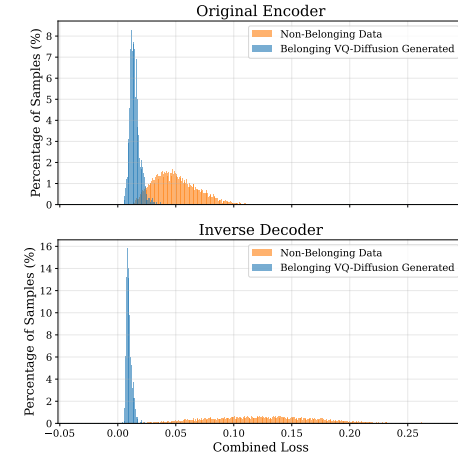 Original Encoder
Percentage of Samples (%)
8
7
6
5
4
3
2
1
0
Non-Belonging Data
Belonging VQ-Diffusion Generated
Inverse Decoder
Percentage of Samples (%)
16
14
12
10
8
6
4
2
0
Non-Belonging Data
Belonging VQ-Diffusion Generated
−0.05 0.00 0.05 0.10 0.15 0.20 0.25
Combined Loss